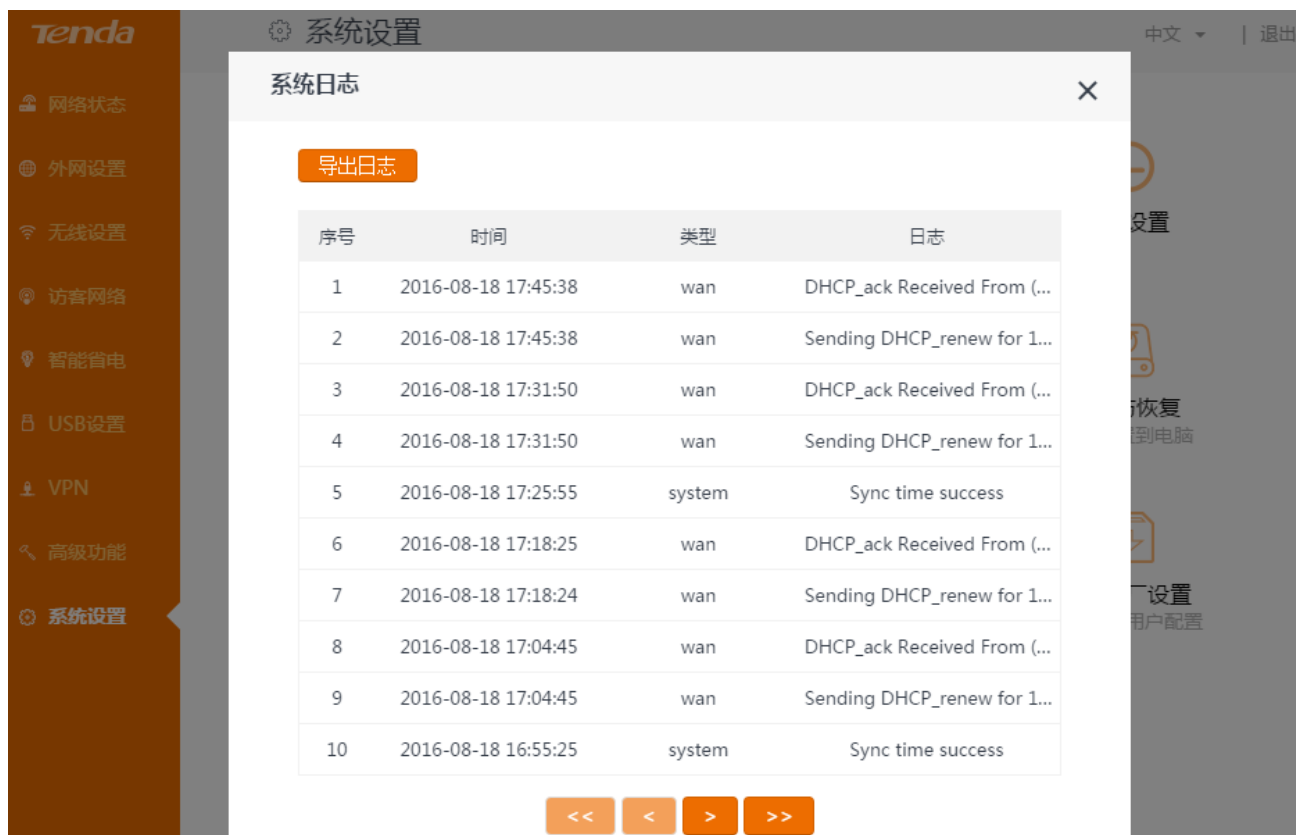 Tenda
系统设置
中文 | 退出
系统日志
网络状态
外网设置
无线设置
访客网络
智能省电
USB设置
VPN
高级功能
系统设置
导出日志
序号 时间 类型 日志
1 2016-08-18 17:45:38 wan DHCP_ack Received From (...
2 2016-08-18 17:45:38 wan Sending DHCP_renew for 1...
3 2016-08-18 17:31:50 wan DHCP_ack Received From (...
4 2016-08-18 17:31:50 wan Sending DHCP_renew for 1...
5 2016-08-18 17:25:55 system Sync time success
6 2016-08-18 17:18:25 wan DHCP_ack Received From (...
7 2016-08-18 17:18:24 wan Sending DHCP_renew for 1...
8 2016-08-18 17:04:45 wan DHCP_ack Received From (...
9 2016-08-18 17:04:45 wan Sending DHCP_renew for 1...
10 2016-08-18 16:55:25 system Sync time success
<< < > >>
设置
恢复
到电脑
设置
用户配置